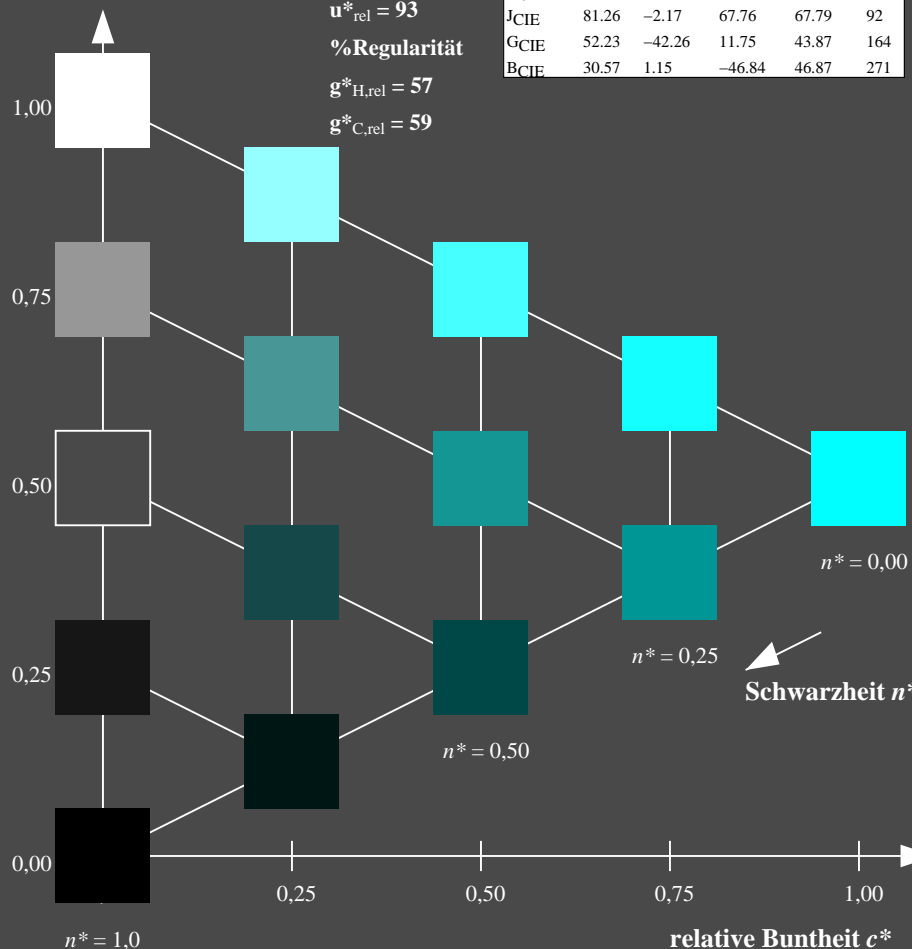 u*rel = 93
%Regularität
g*H,rel = 57
g*C,rel = 59
JCIE 81.26 −2.17 67.76 67.79 92
GCIE 52.23 −42.26 11.75 43.87 164
BCIE 30.57 1.15 −46.84 46.87 271
1,00
0,75
0,50
0,25
0,00
n* = 0,00
n* = 0,25
Schwarzheit n*
n* = 0,50
0,25 0,50 0,75 1,00
n* = 1,0
relative Buntheit c*